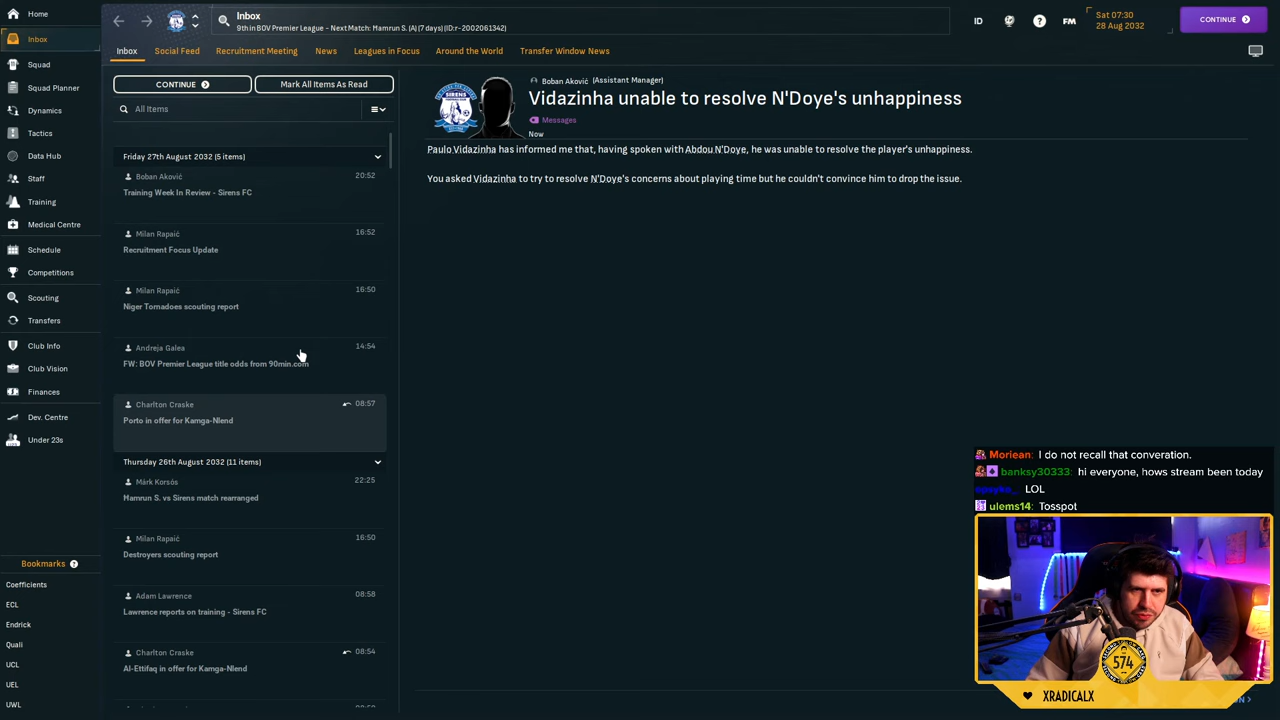 Home
Inbox
Squad
Squad Planner
Dynamics
Tactics
Data Hub
Staff
Training
Medical Centre
Schedule
Competitions
Scouting
Transfers
Club Info
Club Vision
Finances
Dev. Centre
Under 23s
Bookmarks ?
Coefficients
ECL
Endrick
Quali
UCL
UEL
UWL
Inbox
9th in BOV Premier League - Next Match: Hamrun S. (A) (7 days) (ID:r-2002061342)
ID
?
FM
Sat 07:30
28 Aug 2032
CONTINUE
Inbox
Social Feed
Recruitment Meeting
News
Leagues in Focus
Around the World
Transfer Window News
CONTINUE
Mark All Items As Read
All Items
Friday 27th August 2032 (5 items)
Boban Aković 20:52
Training Week In Review - Sirens FC
Milan Rapaić 16:52
Recruitment Focus Update
Milan Rapaić 16:50
Niger Tornadoes scouting report
Andreja Galea 14:54
FW: BOV Premier League title odds from 90min.com
Charlton Craske 08:57
Porto in offer for Kamga-Nlend
Thursday 26th August 2032 (11 items)
Márk Korsós 22:25
Hamrun S. vs Sirens match rearranged
Milan Rapaić 16:50
Destroyers scouting report
Adam Lawrence 08:58
Lawrence reports on training - Sirens FC
Charlton Craske 08:54
Al-Ettifaq in offer for Kamga-Nlend
SIRENS
Boban Aković (Assistant Manager)
Vidazinha unable to resolve N'Doye's unhappiness
Messages
Now
Paulo Vidazinha has informed me that, having spoken with Abdou N'Doye, he was unable to resolve the player's unhappiness.
You asked Vidazinha to try to resolve N'Doye's concerns about playing time but he couldn't convince him to drop the issue.
Moriean: I do not recall that converation.
banksy30333: hi everyone, hows stream been today
LOL
ulems14: Tosspot
574
XRADICALX